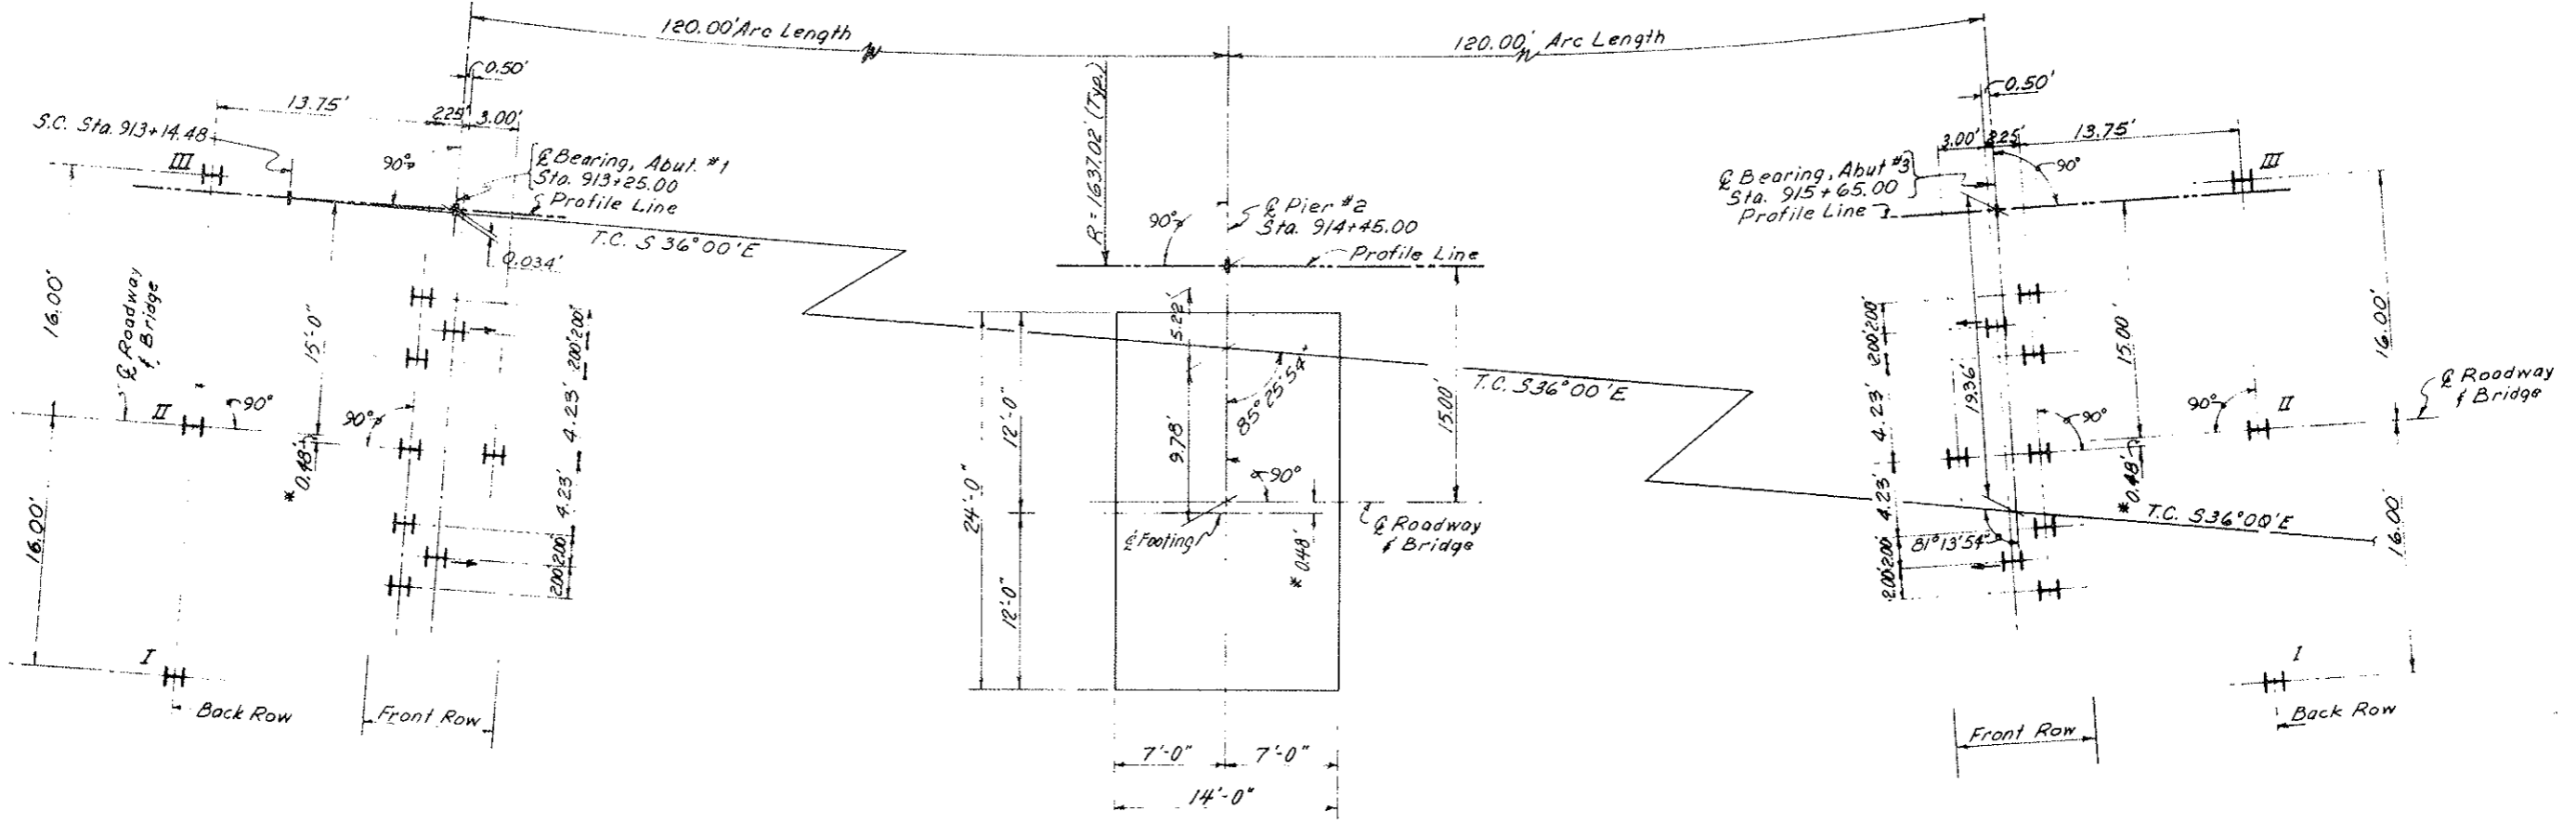 120.00' Arc Length
120.00' Arc Length
0.50'
13.75'
2.25'
3.00'
S.C. Sta. 913+14.48
III
90°
℄ Bearing, Abut. #1
Sta. 913+25.00
Profile Line
T.C. S 36°00'E
0.034'
16.00'
℄ Roadway
& Bridge
15'-0"
II
90°
90°
* 0.48'
2.00'
2.00'
4.23'
4.23'
2.00'
2.00'
16.00'
I
Back Row
Front Row
R = 1637.02' (Typ.)
90°
℄ Pier #2
Sta. 914+45.00
Profile Line
5.22'
9.78'
85°25'54"
15.00'
12'-0"
24'-0"
12'-0"
90°
℄ Footing
℄ Roadway
& Bridge
* 0.48'
7'-0"
7'-0"
14'-0"
T.C. S36°00'E
0.50'
3.00'
2.25'
13.75'
90°
III
℄ Bearing, Abut #3
Sta. 915+65.00
Profile Line
19.36'
15.00'
16.00'
2.00'
2.00'
4.23'
4.23'
2.00'
2.00'
90°
90°
II
℄ Roadway
& Bridge
* 0.48'
T.C. S36°00'E
81°13'54"
16.00'
I
Back Row
Front Row